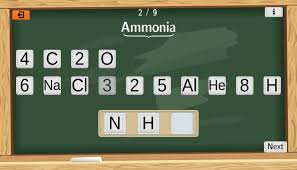 2 / 9
i
Ammonia
4 C 2 O
6 Na Cl 3 2 5 Al He 8 H
N H
Next